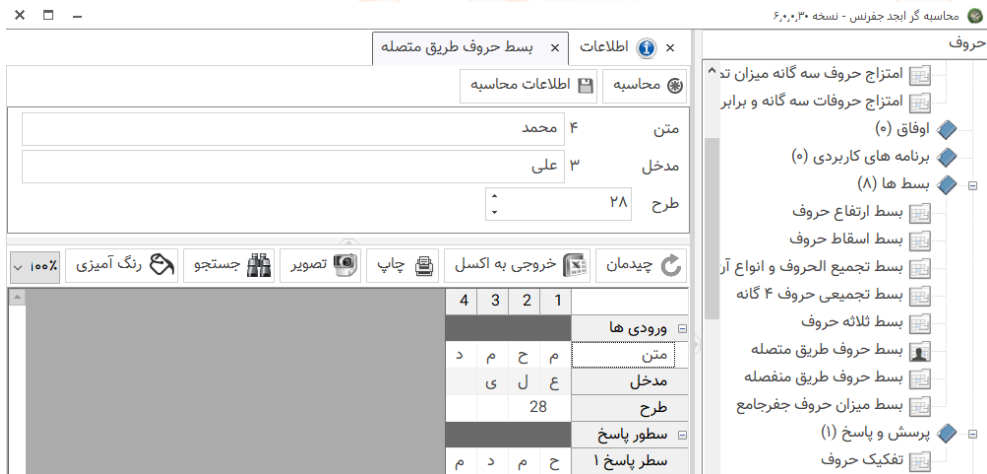 محاسبه گر ابجد جفرنس - نسخه ۶,۰,۰,۳۰
حروف
امتزاج حروف سه گانه میزان تد
امتزاج حروفات سه گانه و برابر
اوفاق (۰)
برنامه های کاربردی (۰)
بسط ها (۸)
بسط ارتفاع حروف
بسط اسقاط حروف
بسط تجمیع الحروف و انواع آن
بسط تجمیعی حروف ۴ گانه
بسط ثلاثه حروف
بسط حروف طریق متصله
بسط حروف طریق منفصله
بسط میزان حروف جفرجامع
پرسش و پاسخ (۱)
تفکیک حروف
اطلاعات
بسط حروف طریق متصله
محاسبه اطلاعات محاسبه
متن ۴ محمد
مدخل ۳ علی
طرح ۲۸
چیدمان خروجی به اکسل چاپ تصویر جستجو رنگ آمیزی ۱۰۰٪
1 2 3 4
ورودی ها
متن م ح م د
مدخل ع ل ی
طرح 28
سطور پاسخ
سطر پاسخ ۱ ح م د م